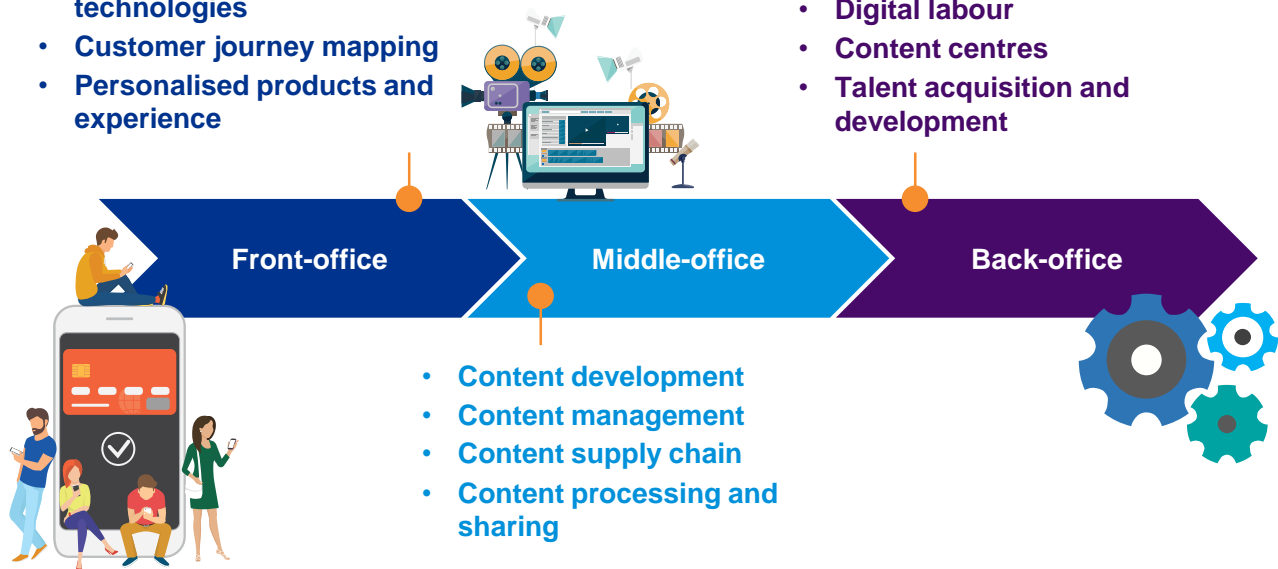 technologies
• Customer journey mapping
• Personalised products and
experience
• Digital labour
• Content centres
• Talent acquisition and
development
Front-office
Middle-office
Back-office
• Content development
• Content management
• Content supply chain
• Content processing and
sharing